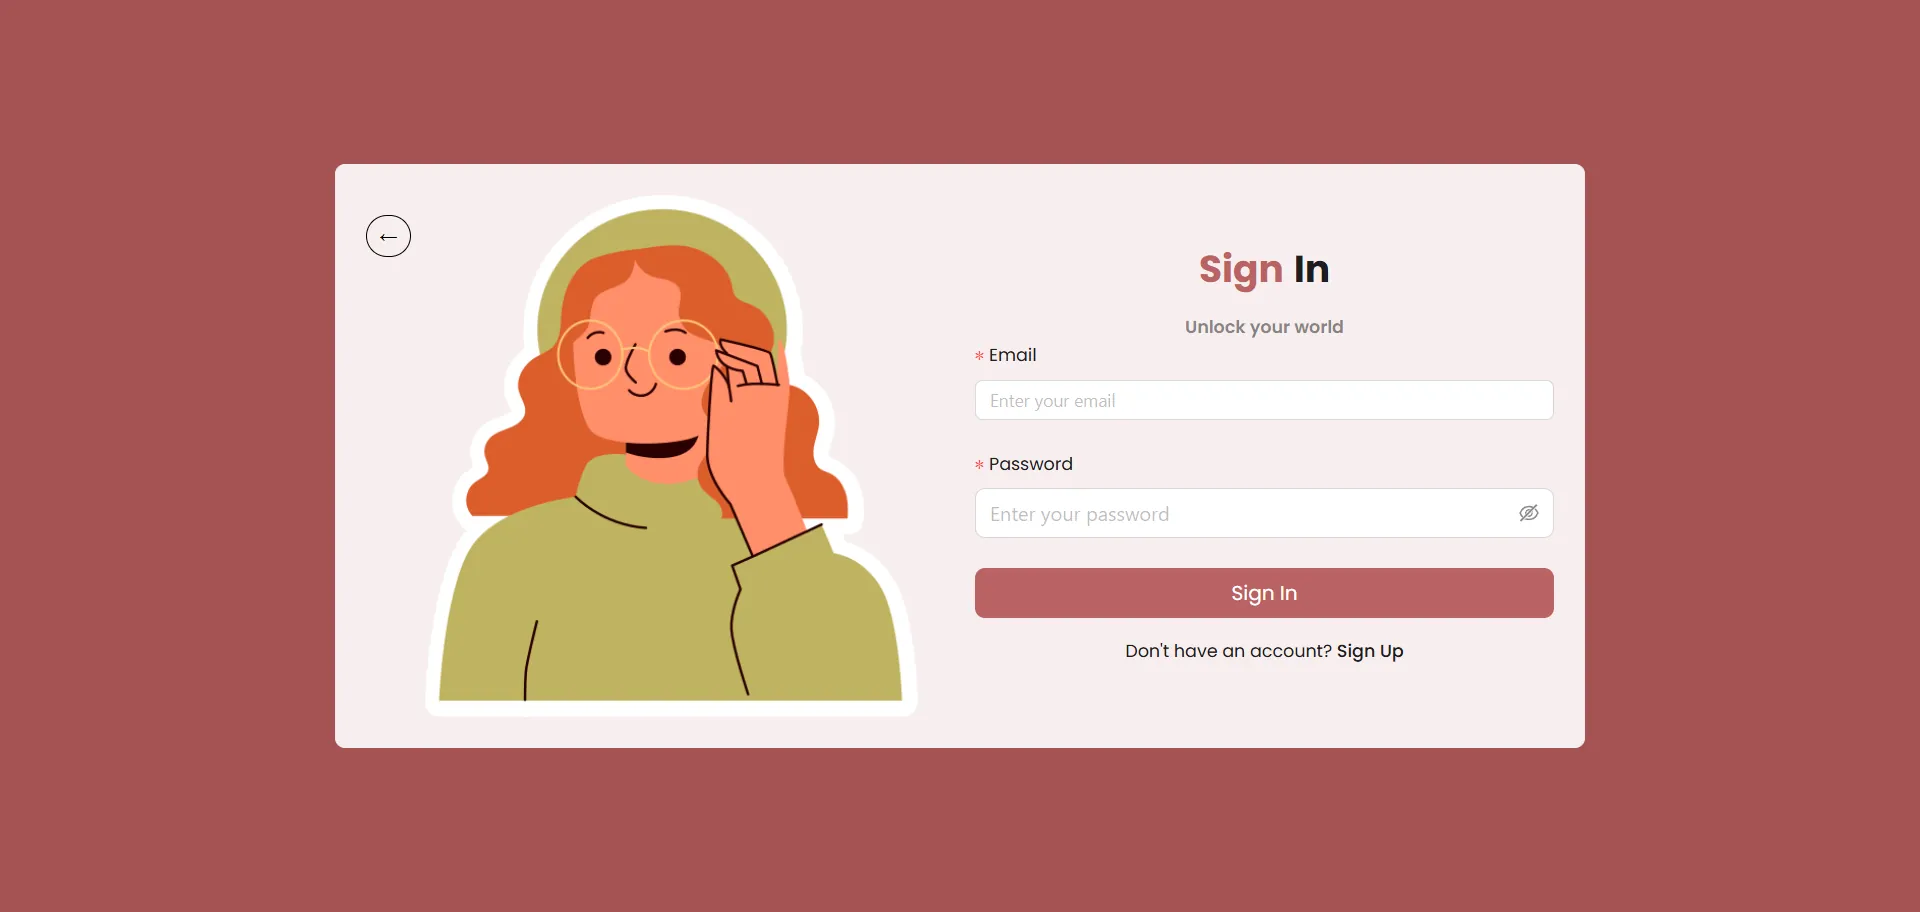 ←
Sign In
Unlock your world
* Email
Enter your email
* Password
Enter your password
Sign In
Don't have an account? Sign Up